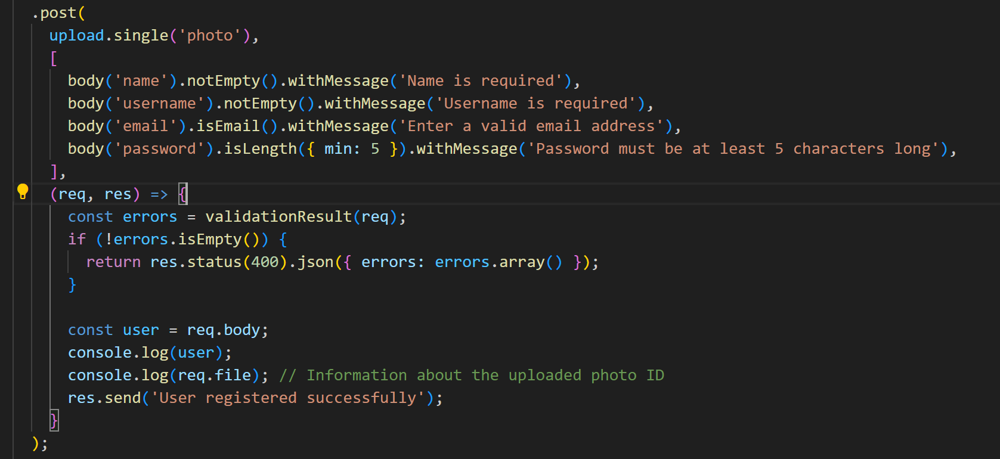 .post(
upload.single('photo'),
[
body('name').notEmpty().withMessage('Name is required'),
body('username').notEmpty().withMessage('Username is required'),
body('email').isEmail().withMessage('Enter a valid email address'),
body('password').isLength({ min: 5 }).withMessage('Password must be at least 5 characters long'),
],
(req, res) => {
const errors = validationResult(req);
if (!errors.isEmpty()) {
return res.status(400).json({ errors: errors.array() });
}
const user = req.body;
console.log(user);
console.log(req.file); // Information about the uploaded photo ID
res.send('User registered successfully');
}
);